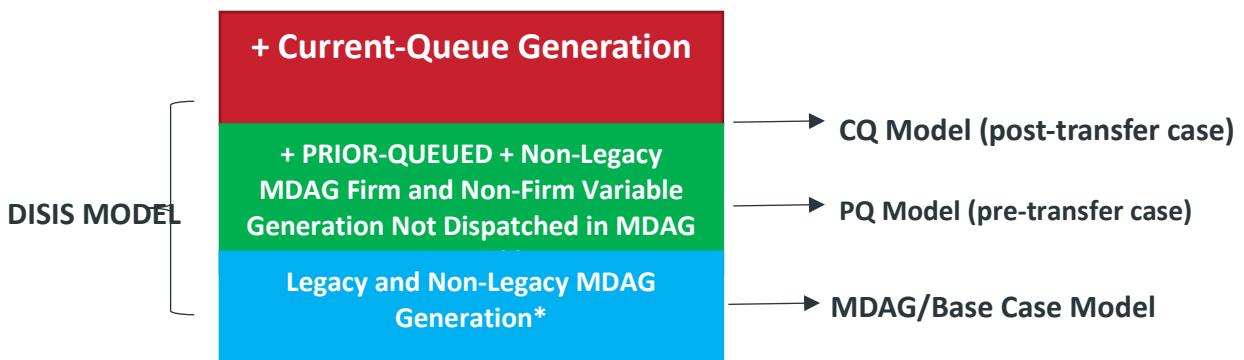 + Current-Queue Generation
CQ Model (post-transfer case)
+ PRIOR-QUEUED + Non-Legacy
MDAG Firm and Non-Firm Variable
Generation Not Dispatched in MDAG
DISIS MODEL
PQ Model (pre-transfer case)
Legacy and Non-Legacy MDAG
Generation*
MDAG/Base Case Model